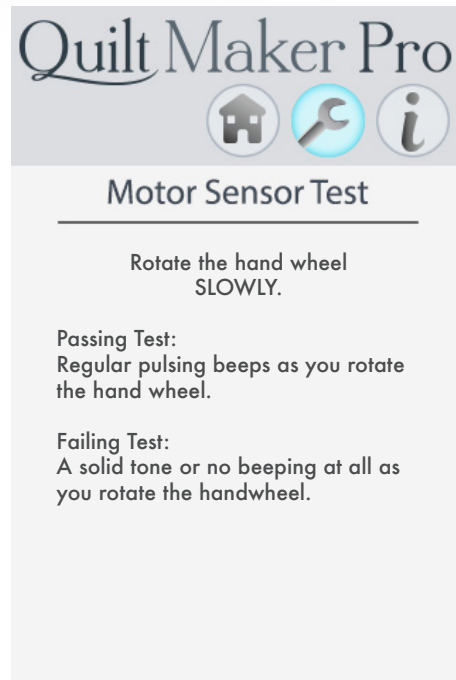 Quilt Maker Pro
i
Motor Sensor Test
Rotate the hand wheel
SLOWLY.
Passing Test:
Regular pulsing beeps as you rotate
the hand wheel.
Failing Test:
A solid tone or no beeping at all as
you rotate the handwheel.